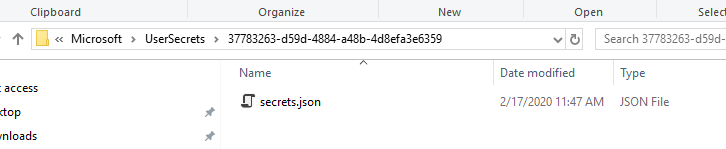 Clipboard Organize New Open Selec
« Microsoft › UserSecrets › 37783263-d59d-4884-a48b-4d8efa3e6359 Search 37783263-d59d-
Name Date modified Type
t access
secrets.json 2/17/2020 11:47 AM JSON File
ktop
wnloads